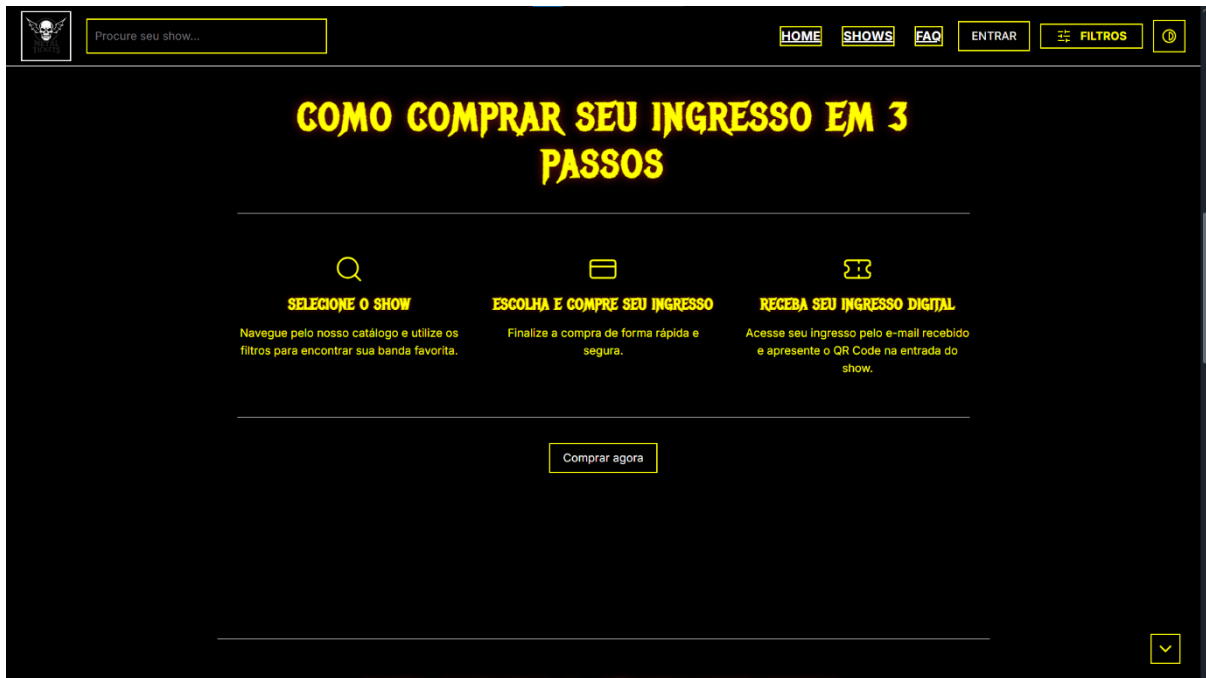 METAL
TICKETS
Procure seu show...
HOME
SHOWS
FAQ
ENTRAR
FILTROS
COMO COMPRAR SEU INGRESSO EM 3
PASSOS
SELECIONE O SHOW
Navegue pelo nosso catálogo e utilize os
filtros para encontrar sua banda favorita.
ESCOLHA E COMPRE SEU INGRESSO
Finalize a compra de forma rápida e
segura.
RECEBA SEU INGRESSO DIGITAL
Acesse seu ingresso pelo e-mail recebido
e apresente o QR Code na entrada do
show.
Comprar agora